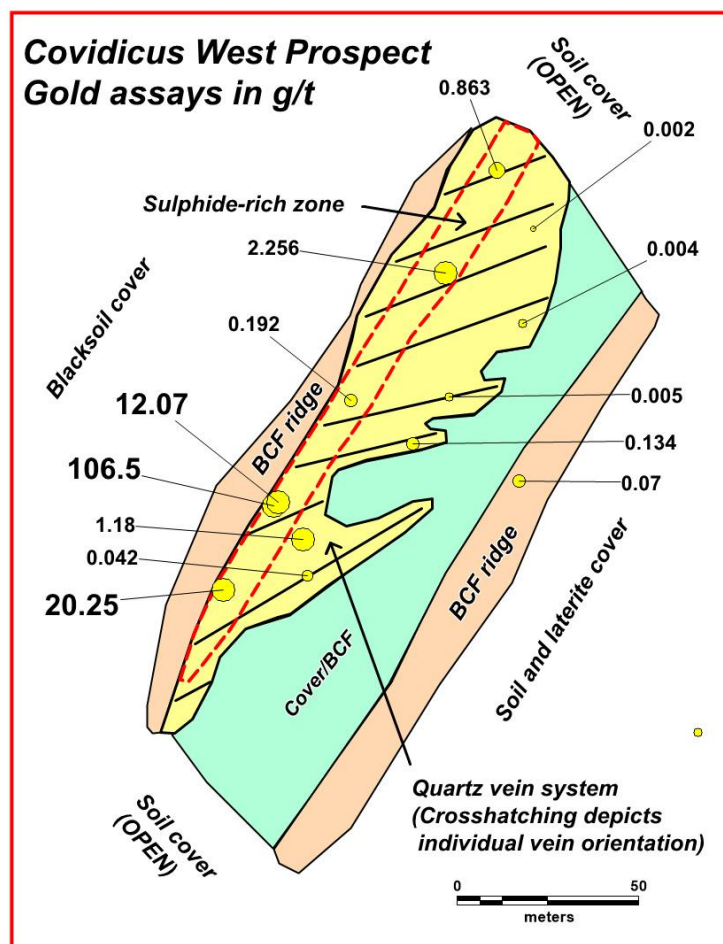 Covidicus West Prospect
Gold assays in g/t
Soil cover
(OPEN)
0.863
0.002
Sulphide-rich zone
2.256
0.004
Blacksoil cover
0.192
12.07
BCF ridge
0.005
106.5
0.134
1.18
0.07
0.042
20.25
BCF ridge
Soil and laterite cover
Cover/BCF
Soil cover
(OPEN)
Quartz vein system
(Crosshatching depicts
individual vein orientation)
0 50
meters